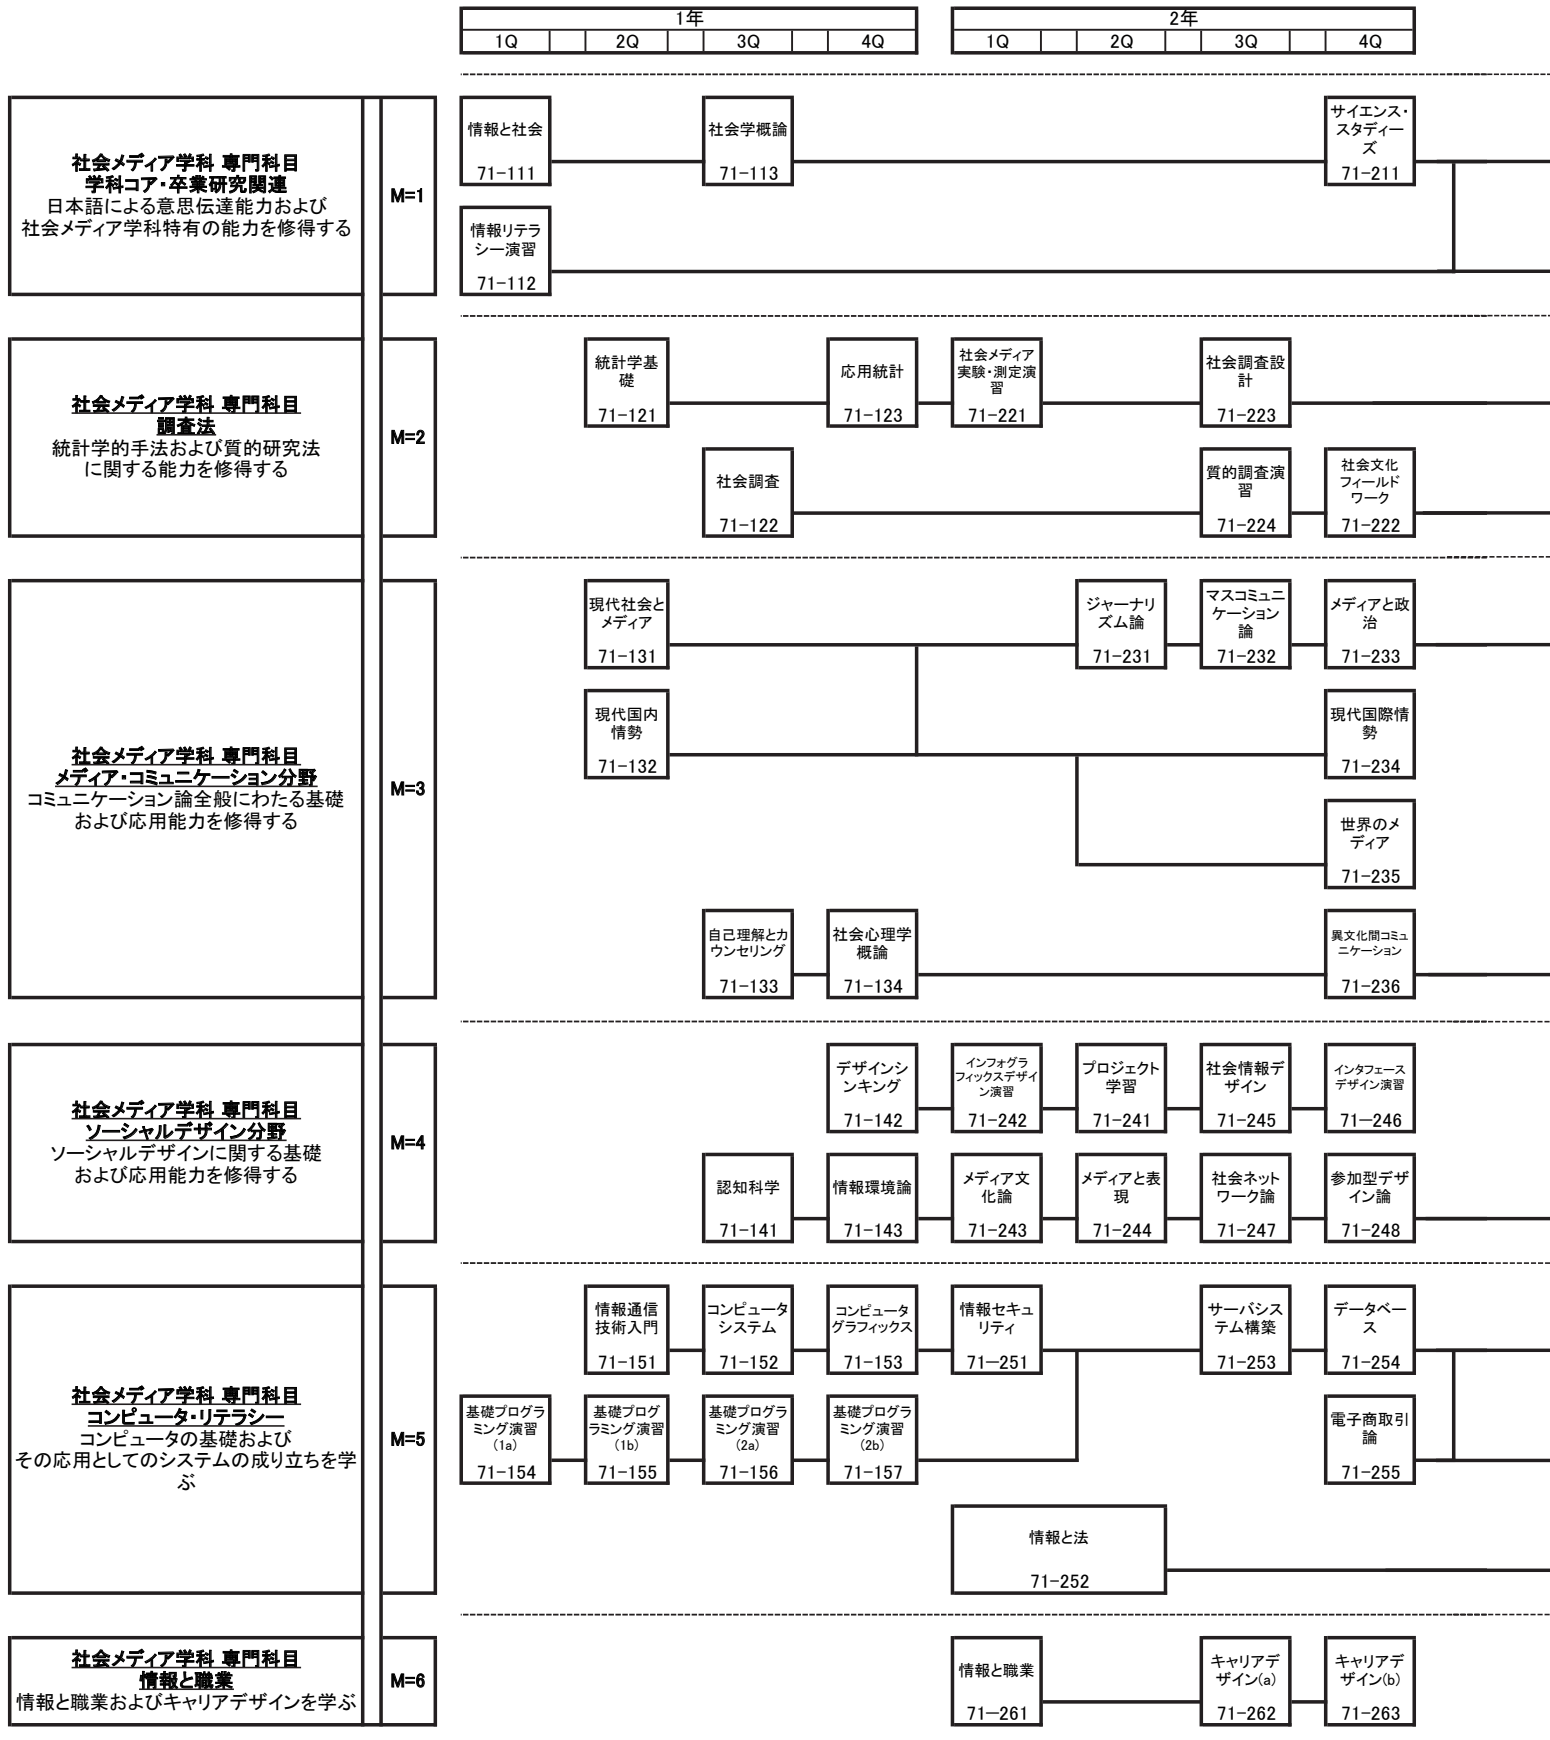 1年
2年
1Q 2Q 3Q 4Q 1Q 2Q 3Q 4Q
社会メディア学科 専門科目
学科コア・卒業研究関連
日本語による意思伝達能力および
社会メディア学科特有の能力を修得する
M=1
情報と社会
71-111
社会学概論
71-113
サイエンス・
スタディー
ズ
71-211
情報リテラ
シー演習
71-112
社会メディア学科 専門科目
調査法
統計学的手法および質的研究法
に関する能力を修得する
M=2
統計学基
礎
71-121
応用統計
71-123
社会メディア
実験・測定演
習
71-221
社会調査設
計
71-223
社会調査
71-122
質的調査演
習
71-224
社会文化
フィールド
ワーク
71-222
社会メディア学科 専門科目
メディア・コミュニケーション分野
コミュニケーション論全般にわたる基礎
および応用能力を修得する
M=3
現代社会と
メディア
71-131
ジャーナリ
ズム論
71-231
マスコミュニ
ケーション
論
71-232
メディアと政
治
71-233
現代国内
情勢
71-132
現代国際情
勢
71-234
世界のメ
ディア
71-235
自己理解とカ
ウンセリング
71-133
社会心理学
概論
71-134
異文化間コミュ
ニケーション
71-236
社会メディア学科 専門科目
ソーシャルデザイン分野
ソーシャルデザインに関する基礎
および応用能力を修得する
M=4
デザインシ
ンキング
71-142
インフォグラ
フィックスデザイ
ン演習
71-242
プロジェクト
学習
71-241
社会情報デ
ザイン
71-245
インタフェース
デザイン演習
71―246
認知科学
71-141
情報環境論
71-143
メディア文
化論
71-243
メディアと表
現
71-244
社会ネット
ワーク論
71-247
参加型デザ
イン論
71-248
社会メディア学科 専門科目
コンピュータ・リテラシー
コンピュータの基礎および
その応用としてのシステムの成り立ちを学
ぶ
M=5
情報通信
技術入門
71-151
コンピュータ
システム
71-152
コンピュータ
グラフィックス
71-153
情報セキュ
リティ
71―251
サーバシス
テム構築
71-253
データベー
ス
71-254
基礎プログラ
ミング演習
(1a)
71-154
基礎プログ
ラミング演習
(1b)
71-155
基礎プログラ
ミング演習
(2a)
71-156
基礎プログラ
ミング演習
(2b)
71-157
電子商取引
論
71-255
情報と法
71-252
社会メディア学科 専門科目
情報と職業
情報と職業およびキャリアデザインを学ぶ
M=6
情報と職業
71―261
キャリアデ
ザイン(a)
71-262
キャリアデ
ザイン(b)
71-263